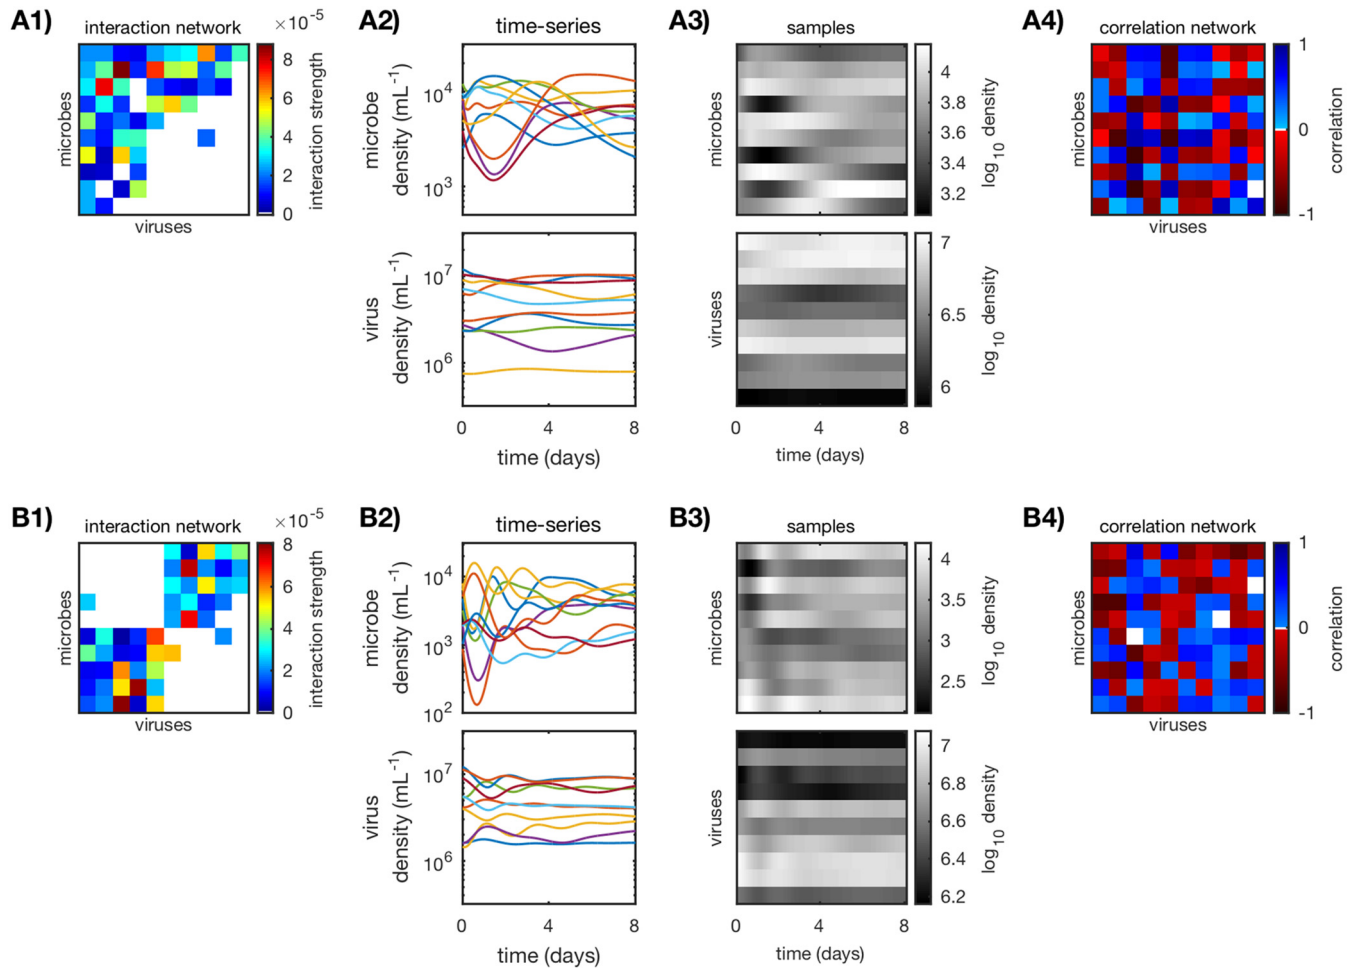 A1)
interaction network
×10⁻⁵
8
6
4
2
0
interaction strength
microbes
viruses
A2)
time-series
microbe
density (mL⁻¹)
10⁴
10³
virus
density (mL⁻¹)
10⁷
10⁶
0
4
8
time (days)
A3)
samples
microbes
4
3.8
3.6
3.4
3.2
log₁₀ density
viruses
7
6.5
6
log₁₀ density
0
4
8
time (days)
A4)
correlation network
microbes
viruses
1
0
-1
correlation
B1)
interaction network
×10⁻⁵
8
6
4
2
0
interaction strength
microbes
viruses
B2)
time-series
microbe
density (mL⁻¹)
10⁴
10³
10²
virus
density (mL⁻¹)
10⁷
10⁶
0
4
8
time (days)
B3)
samples
microbes
4
3.5
3
2.5
log₁₀ density
viruses
7
6.8
6.6
6.4
6.2
log₁₀ density
0
4
8
time (days)
B4)
correlation network
microbes
viruses
1
0
-1
correlation